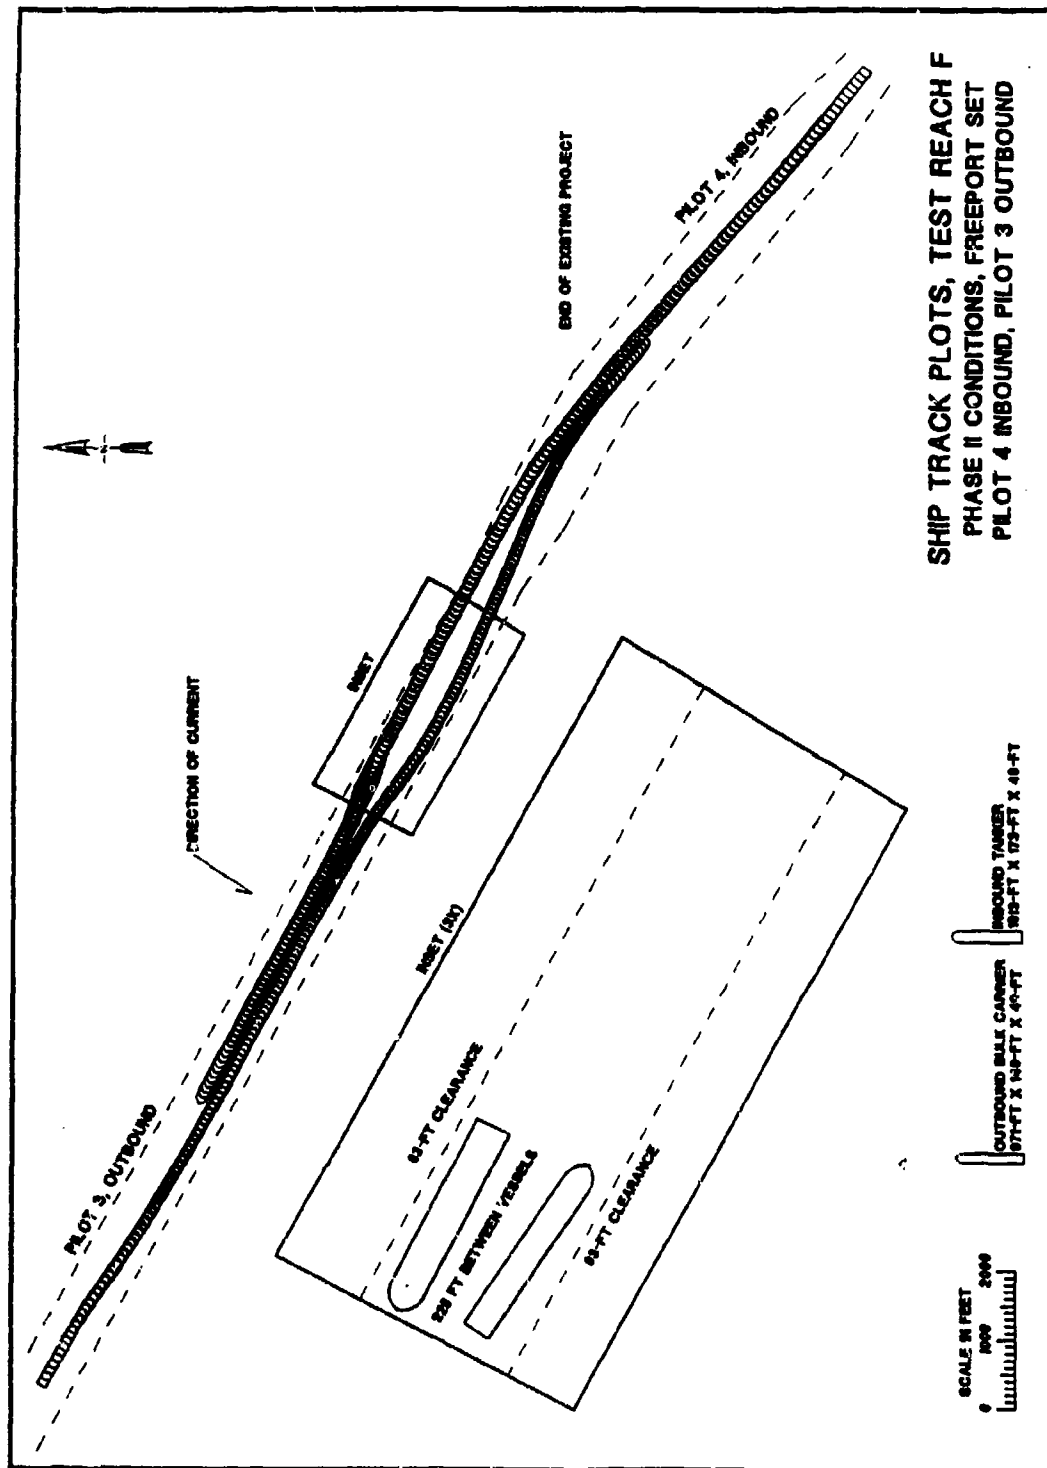 PILOT 3, OUTBOUND
DIRECTION OF CURRENT
INSET
END OF EXISTING PROJECT
PILOT 4, INBOUND
N
INSET (3X)
63-FT CLEARANCE
BETWEEN VESSELS
CLEARANCE
SCALE IN FEET
0 1000 2000
OUTBOUND BULK CARRIER
INBOUND TANKER
SHIP TRACK PLOTS, TEST REACH F
PHASE II CONDITIONS, FREEPORT SET
PILOT 4 INBOUND, PILOT 3 OUTBOUND